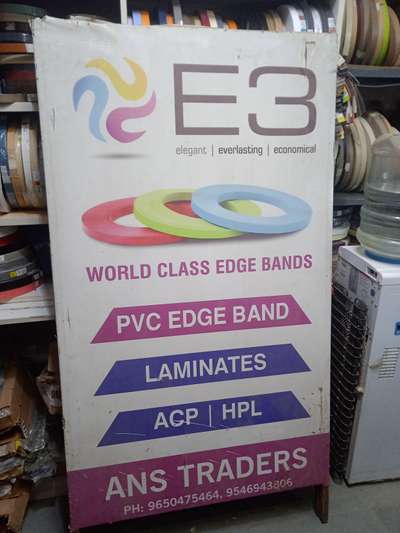 E3
elegant | everlasting | economical
WORLD CLASS EDGE BANDS
PVC EDGE BAND
LAMINATES
ACP | HPL
ANS TRADERS
PH: 9650475464, 9546943806